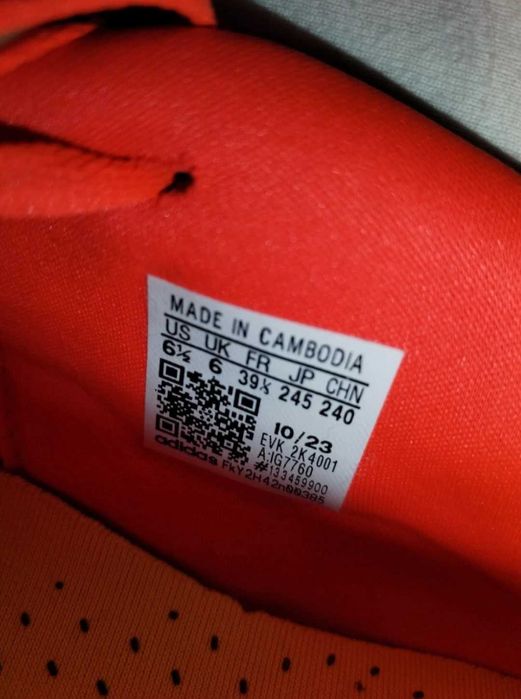 MADE IN CAMBODIA
US UK FR JP CHN
6½ 6 39⅓ 245 240
10/23
EVK 2K4001
A:IG7760
#133459900
adidas FkY2H42n00385